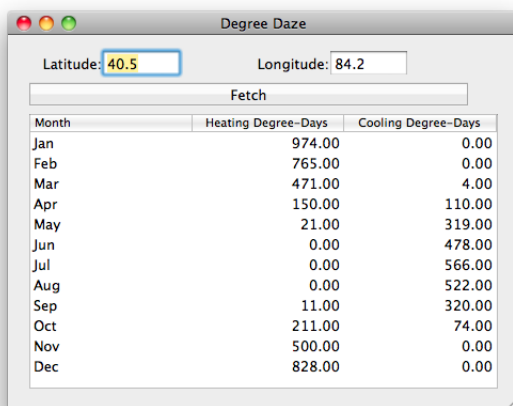 Degree Daze
Latitude: 40.5 Longitude: 84.2
Fetch
Month Heating Degree-Days Cooling Degree-Days
Jan 974.00 0.00
Feb 765.00 0.00
Mar 471.00 4.00
Apr 150.00 110.00
May 21.00 319.00
Jun 0.00 478.00
Jul 0.00 566.00
Aug 0.00 522.00
Sep 11.00 320.00
Oct 211.00 74.00
Nov 500.00 0.00
Dec 828.00 0.00